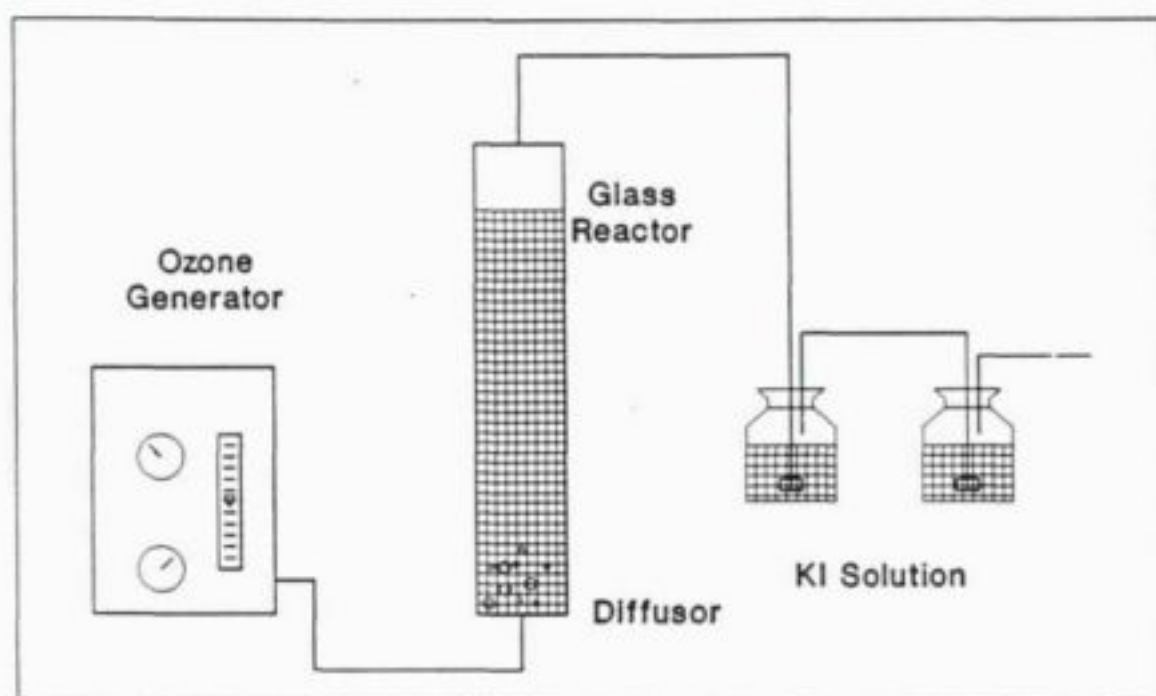 Glass
Reactor
Ozone
Generator
KI Solution
Diffusor